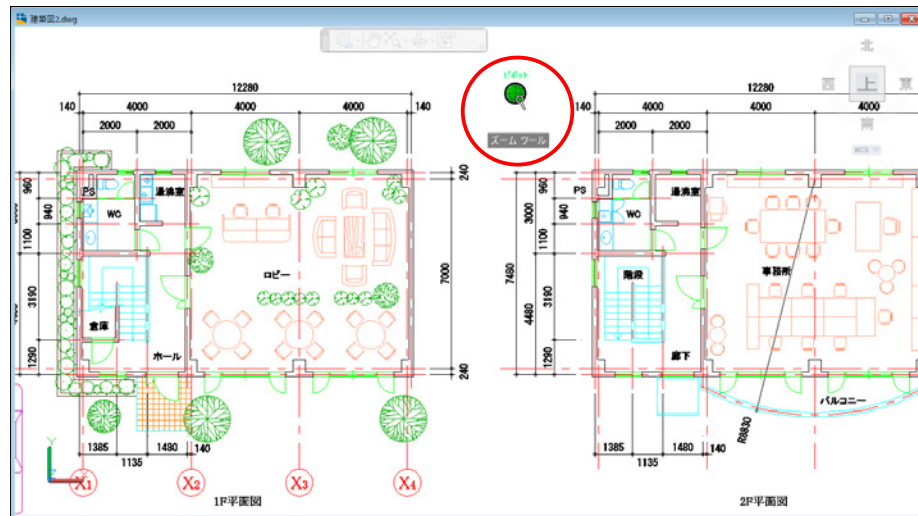 建築図2.dwg
北
西 上 東
南
WCS
ピボット
ズーム ツール
12280
140 4000 4000 4000 140
2000 2000
960
3000
940
1100
3190
4480
1290
240
7000
240
PS
湯沸室
WC
ロビー
倉庫
ホール
1385 1480 140
1135
X1 X2 X3 X4
1F平面図
12280
140 4000 4000
2000 2000
7480
960
3000
940
1100
3190
4480
1290
PS
湯沸室
WC
事務所
階段
廊下
バルコニー
R8830
1385 1480 140
1135
2F平面図
Y